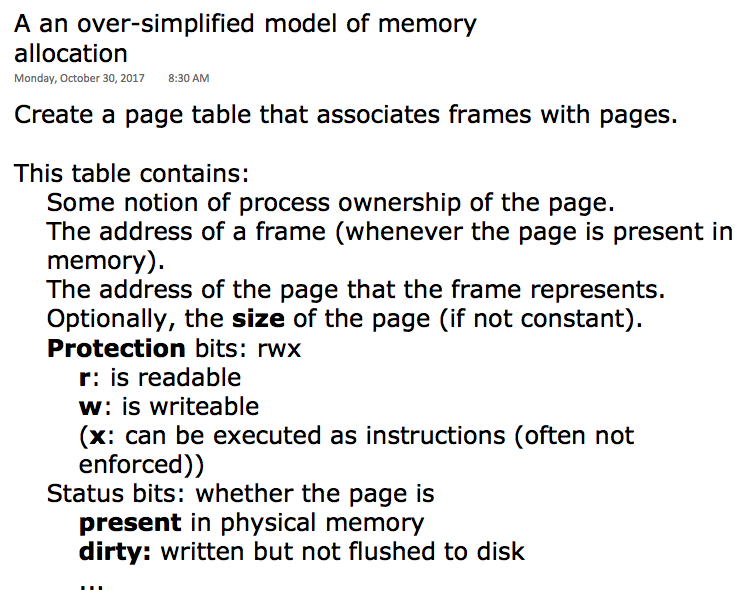 A an over-simplified model of memory
allocation
Monday, October 30, 2017 8:30 AM
Create a page table that associates frames with pages.
This table contains:
Some notion of process ownership of the page.
The address of a frame (whenever the page is present in
memory).
The address of the page that the frame represents.
Optionally, the size of the page (if not constant).
Protection bits: rwx
r: is readable
w: is writeable
(x: can be executed as instructions (often not
enforced))
Status bits: whether the page is
present in physical memory
dirty: written but not flushed to disk
...